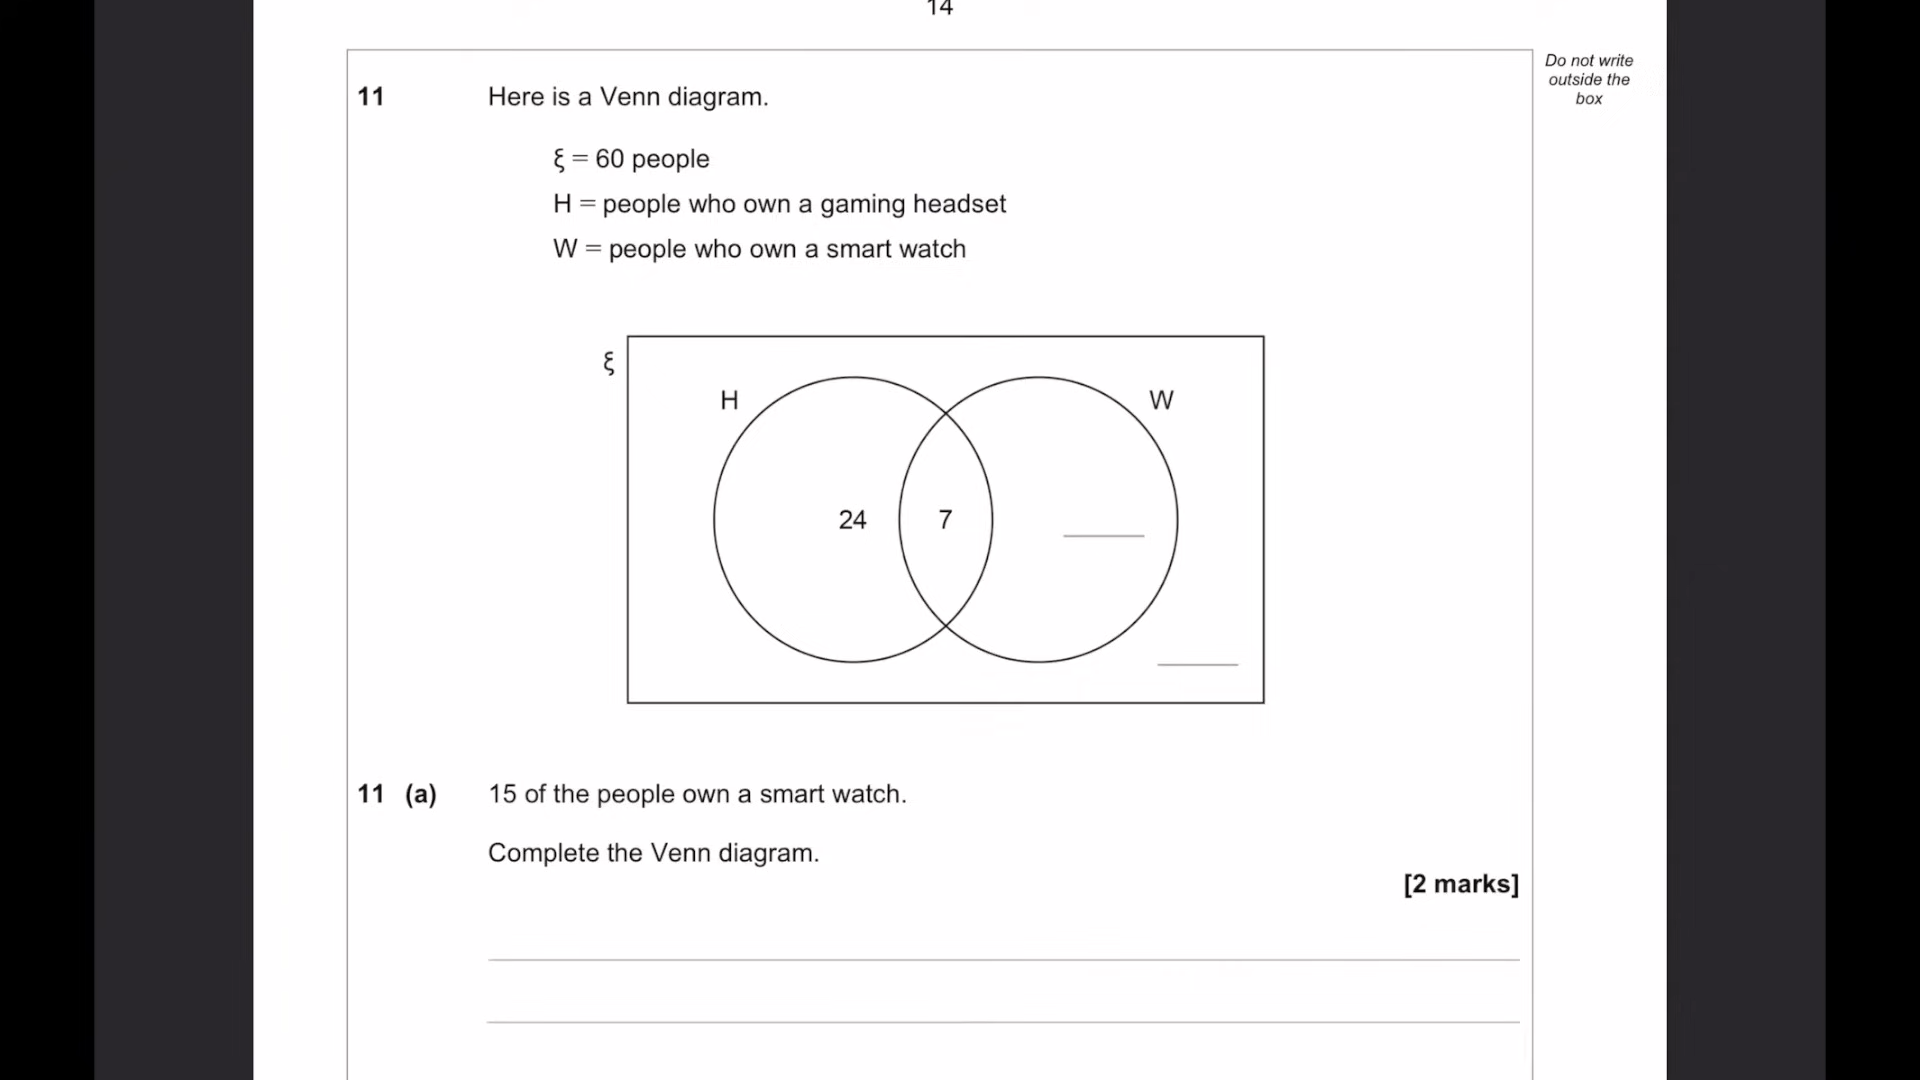 14
Do not write
outside the
box
11 Here is a Venn diagram.
ξ = 60 people
H = people who own a gaming headset
W = people who own a smart watch
ξ
H W
24 7
11 (a) 15 of the people own a smart watch.
Complete the Venn diagram.
[2 marks]